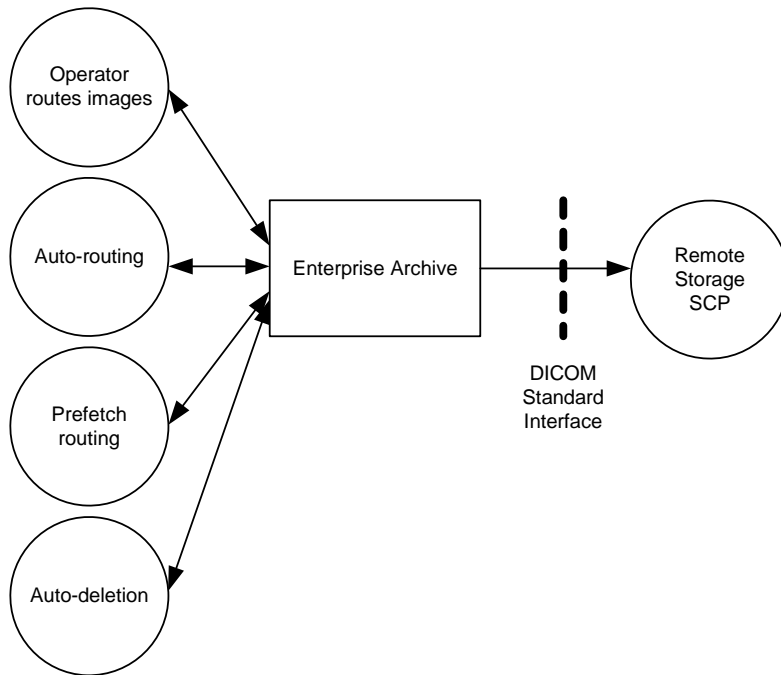 Operator
routes images
Auto-routing
Enterprise Archive
Remote
Storage
SCP
Prefetch
routing
DICOM
Standard
Interface
Auto-deletion